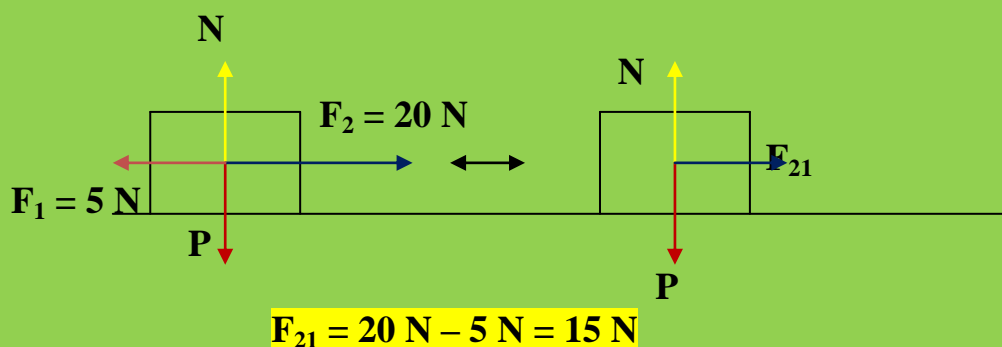 N
N
F₂ = 20 N
F₂₁
F₁ = 5 N
P
P
F₂₁ = 20 N – 5 N = 15 N